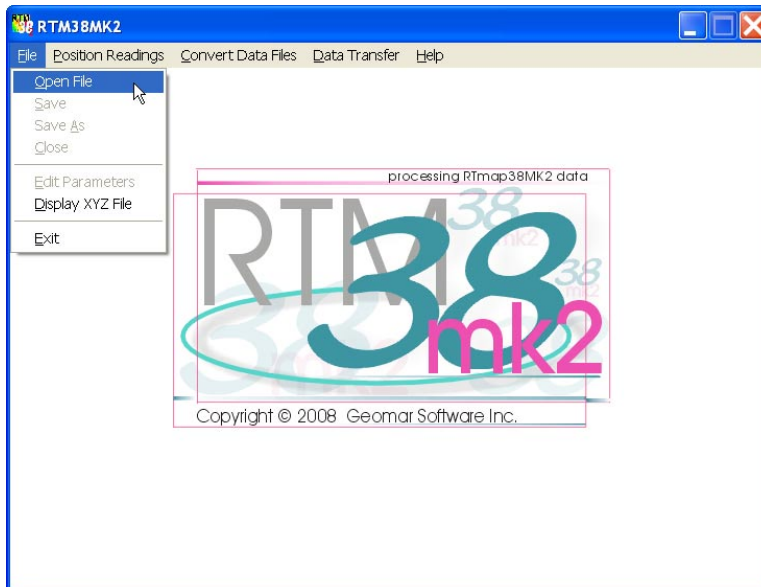 RTM38MK2
File Position Readings Convert Data Files Data Transfer Help
Open File
Save
Save As
Close
Edit Parameters
Display XYZ File
Exit
processing RTmap38MK2 data
RTM 38 mk2
38 mk2
38 mk2
38 mk2
38
Copyright © 2008 Geomar Software Inc.